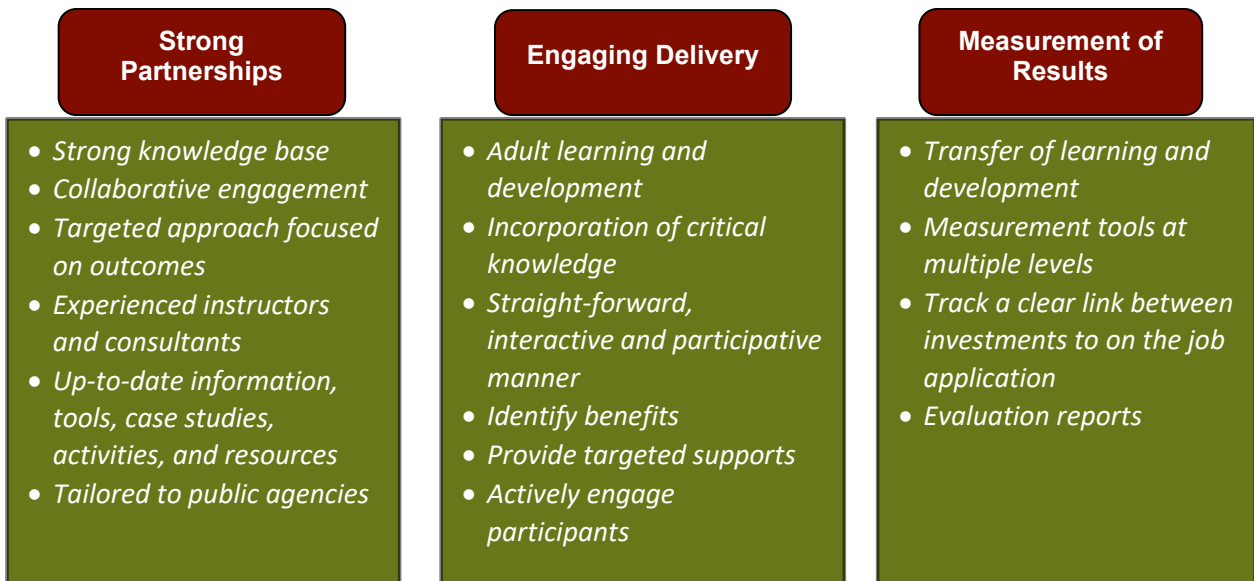 Strong
Partnerships
• Strong knowledge base
• Collaborative engagement
• Targeted approach focused
on outcomes
• Experienced instructors
and consultants
• Up-to-date information,
tools, case studies,
activities, and resources
• Tailored to public agencies
Engaging Delivery
• Adult learning and
development
• Incorporation of critical
knowledge
• Straight-forward,
interactive and participative
manner
• Identify benefits
• Provide targeted supports
• Actively engage
participants
Measurement of
Results
• Transfer of learning and
development
• Measurement tools at
multiple levels
• Track a clear link between
investments to on the job
application
• Evaluation reports